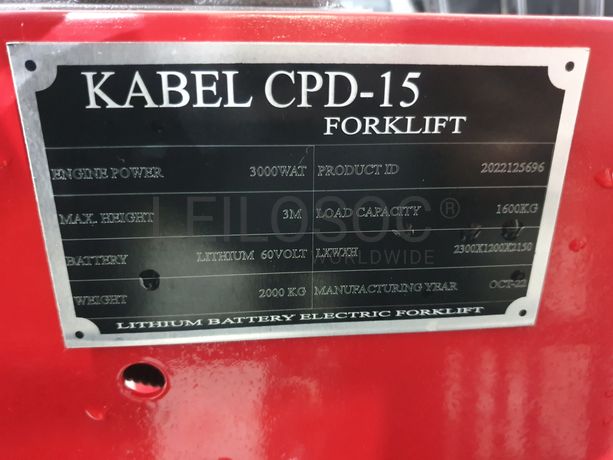 KABEL CPD-15
FORKLIFT
ENGINE POWER 3000WAT PRODUCT ID 2022125696
MAX. HEIGHT 3M LOAD CAPACITY 1600KG
BATTERY LITHIUM 60VOLT LXWXH 2300X1200X2150
WEIGHT 2000 KG MANUFACTURING YEAR OCT-22
LITHIUM BATTERY ELECTRIC FORKLIFT
LEILOSOC®
WORLDWIDE